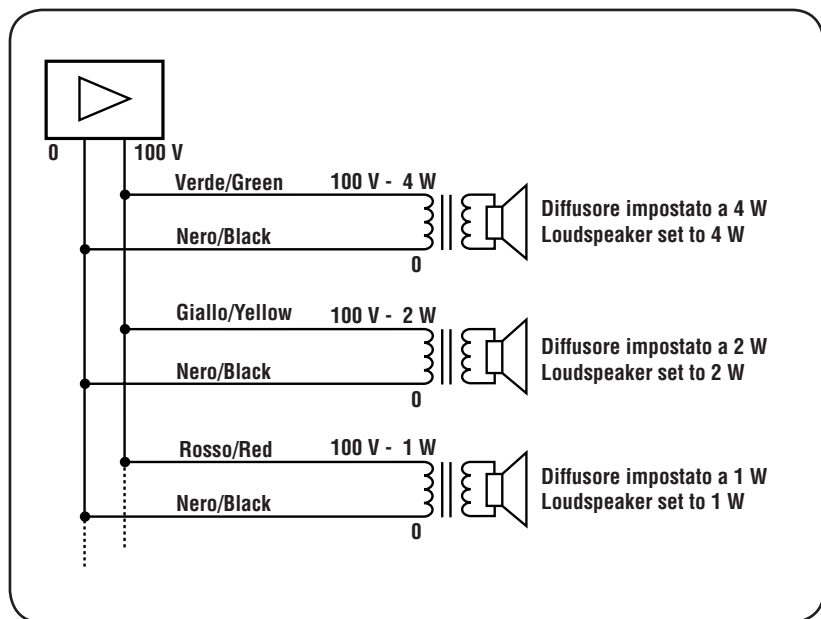 0 100 V
Verde/Green 100 V - 4 W
Nero/Black
0
Diffusore impostato a 4 W
Loudspeaker set to 4 W
Giallo/Yellow 100 V - 2 W
Nero/Black
0
Diffusore impostato a 2 W
Loudspeaker set to 2 W
Rosso/Red 100 V - 1 W
Nero/Black
0
Diffusore impostato a 1 W
Loudspeaker set to 1 W